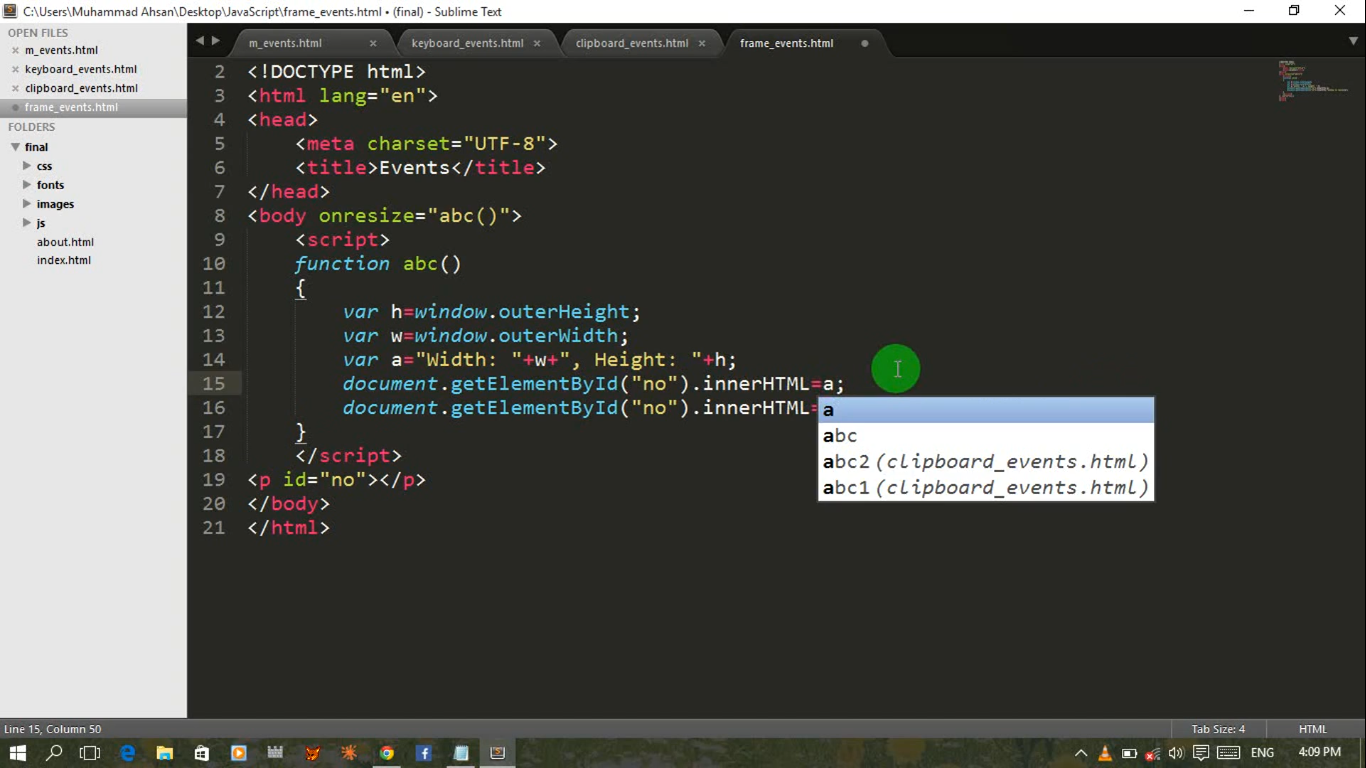 C:\Users\Muhammad Ahsan\Desktop\JavaScript\frame_events.html • (final) - Sublime Text
OPEN FILES
m_events.html
keyboard_events.html
clipboard_events.html
frame_events.html
FOLDERS
final
css
fonts
images
js
about.html
index.html
m_events.html keyboard_events.html clipboard_events.html frame_events.html
2 <!DOCTYPE html>
3 <html lang="en">
4 <head>
5 <meta charset="UTF-8">
6 <title>Events</title>
7 </head>
8 <body onresize="abc()">
9 <script>
10 function abc()
11 {
12 var h=window.outerHeight;
13 var w=window.outerWidth;
14 var a="Width: "+w+", Height: "+h;
15 document.getElementById("no").innerHTML=a;
16 document.getElementById("no").innerHTML=
17 }
18 </script>
19 <p id="no"></p>
20 </body>
21 </html>
a
abc
abc2 (clipboard_events.html)
abc1 (clipboard_events.html)
Line 15, Column 50
Tab Size: 4
HTML
ENG
4:09 PM